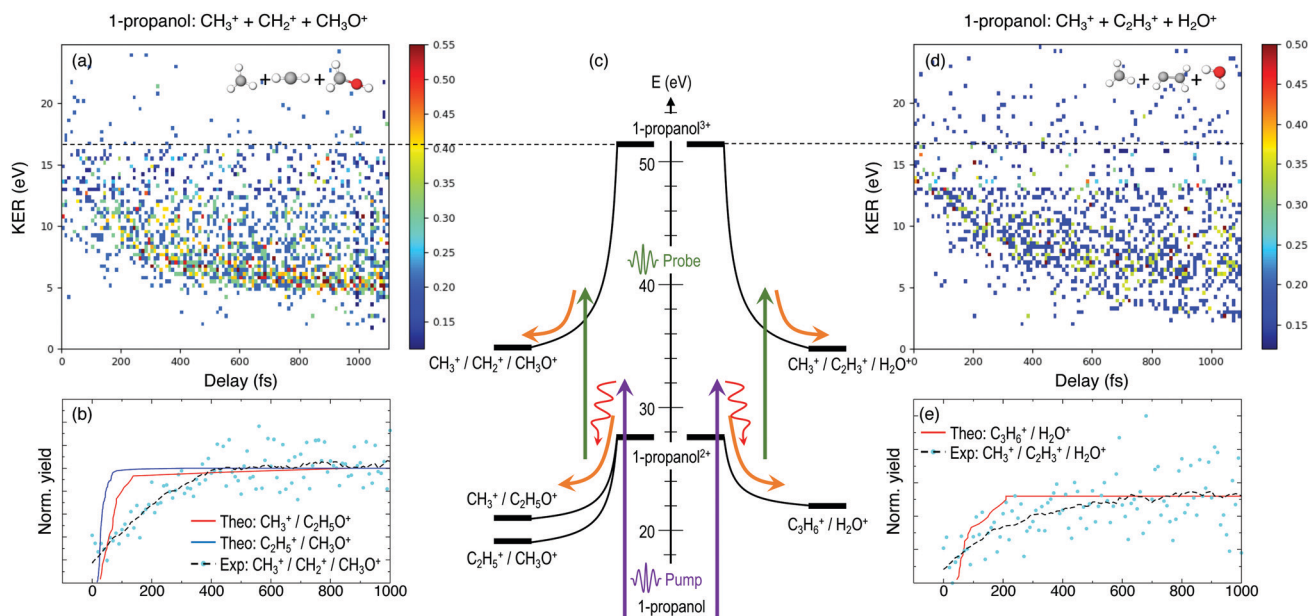 1-propanol: CH₃⁺ + CH₂⁺ + CH₃O⁺
(a)
KER (eV)
20
15
10
5
0
0 200 400 600 800 1000
Delay (fs)
0.55
0.50
0.45
0.40
0.35
0.30
0.25
0.20
0.15
+ +
(b)
Norm. yield
Theo: CH₃⁺ / C₂H₅O⁺
Theo: C₂H₅⁺ / CH₃O⁺
Exp: CH₃⁺ / CH₂⁺ / CH₃O⁺
0 200 400 600 800 1000
(c)
E (eV)
1-propanol³⁺
50
Probe
40
CH₃⁺ / CH₂⁺ / CH₃O⁺
CH₃⁺ / C₂H₃⁺ / H₂O⁺
30
1-propanol²⁺
CH₃⁺ / C₂H₅O⁺
C₃H₆⁺ / H₂O⁺
20
C₂H₅⁺ / CH₃O⁺
Pump
1-propanol
1-propanol: CH₃⁺ + C₂H₃⁺ + H₂O⁺
(d)
KER (eV)
20
15
10
5
0
0 200 400 600 800 1000
Delay (fs)
0.50
0.45
0.40
0.35
0.30
0.25
0.20
0.15
+ +
(e)
Norm. yield
Theo: C₃H₆⁺ / H₂O⁺
Exp: CH₃⁺ / C₂H₃⁺ / H₂O⁺
0 200 400 600 800 1000